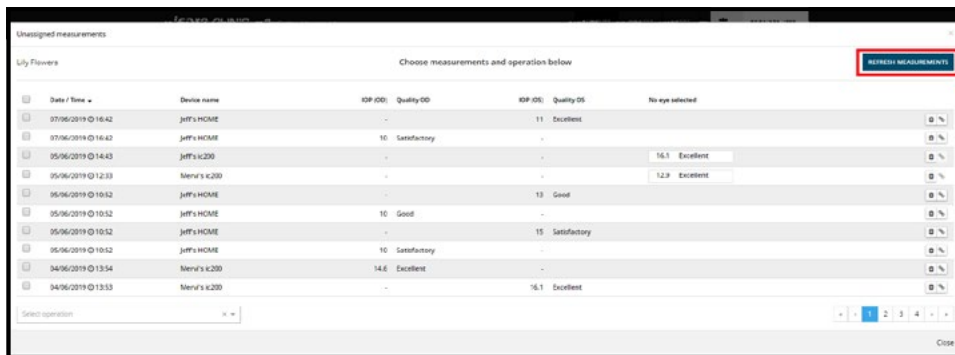 Unassigned measurements
Lily Flowers Choose measurements and operation below REFRESH MEASUREMENTS
Date / Time Device name IOP (OD) Quality OD IOP (OS) Quality OS No eye selected
07/06/2019 16:42 Jeff's HOME - 11 Excellent
07/06/2019 16:42 Jeff's HOME 10 Satisfactory -
05/06/2019 14:43 Jeff's ic200 - - 16.1 Excellent
05/06/2019 12:33 Mervi's ic200 - - 12.9 Excellent
05/06/2019 10:52 Jeff's HOME - 13 Good
05/06/2019 10:52 Jeff's HOME 10 Good -
05/06/2019 10:52 Jeff's HOME - 15 Satisfactory
05/06/2019 10:52 Jeff's HOME 10 Satisfactory -
04/06/2019 13:54 Mervi's ic200 14.6 Excellent -
04/06/2019 13:53 Mervi's ic200 - 16.1 Excellent
Select operation × « ‹ 1 2 3 4 › »
Close